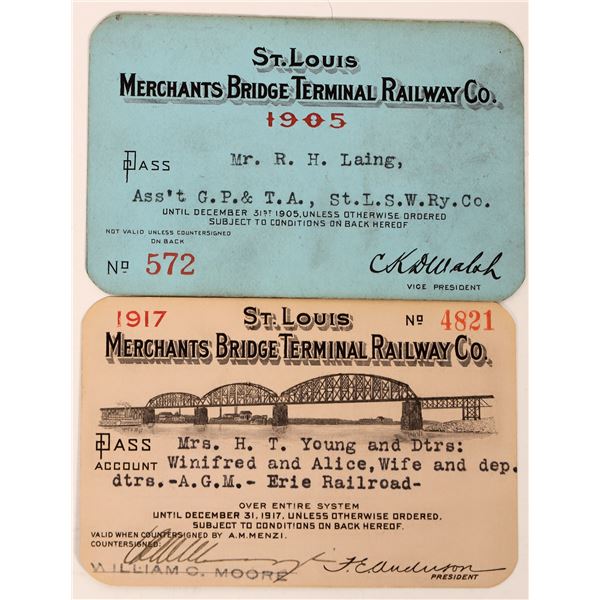 ST. LOUIS
MERCHANTS BRIDGE TERMINAL RAILWAY CO.
1905
PASS Mr. R. H. Laing,
Ass't G.P.& T.A., St.L.S.W.Ry.Co.
UNTIL DECEMBER 31ST 1905, UNLESS OTHERWISE ORDERED
SUBJECT TO CONDITIONS ON BACK HEREOF
NOT VALID UNLESS COUNTERSIGNED
ON BACK
No 572
C K D Walsh
VICE PRESIDENT
1917 ST. LOUIS No 4821
MERCHANTS BRIDGE TERMINAL RAILWAY CO.
PASS Mrs. H. T. Young and Dtrs:
ACCOUNT Winifred and Alice, Wife and dep.
dtrs.-A.G.M.- Erie Railroad-
OVER ENTIRE SYSTEM
UNTIL DECEMBER 31, 1917, UNLESS OTHERWISE ORDERED.
SUBJECT TO CONDITIONS ON BACK HEREOF.
VALID WHEN COUNTERSIGNED BY A.M.MENZI.
COUNTERSIGNED:
WILLIAM C. MOORE
F. E. Anderson
PRESIDENT